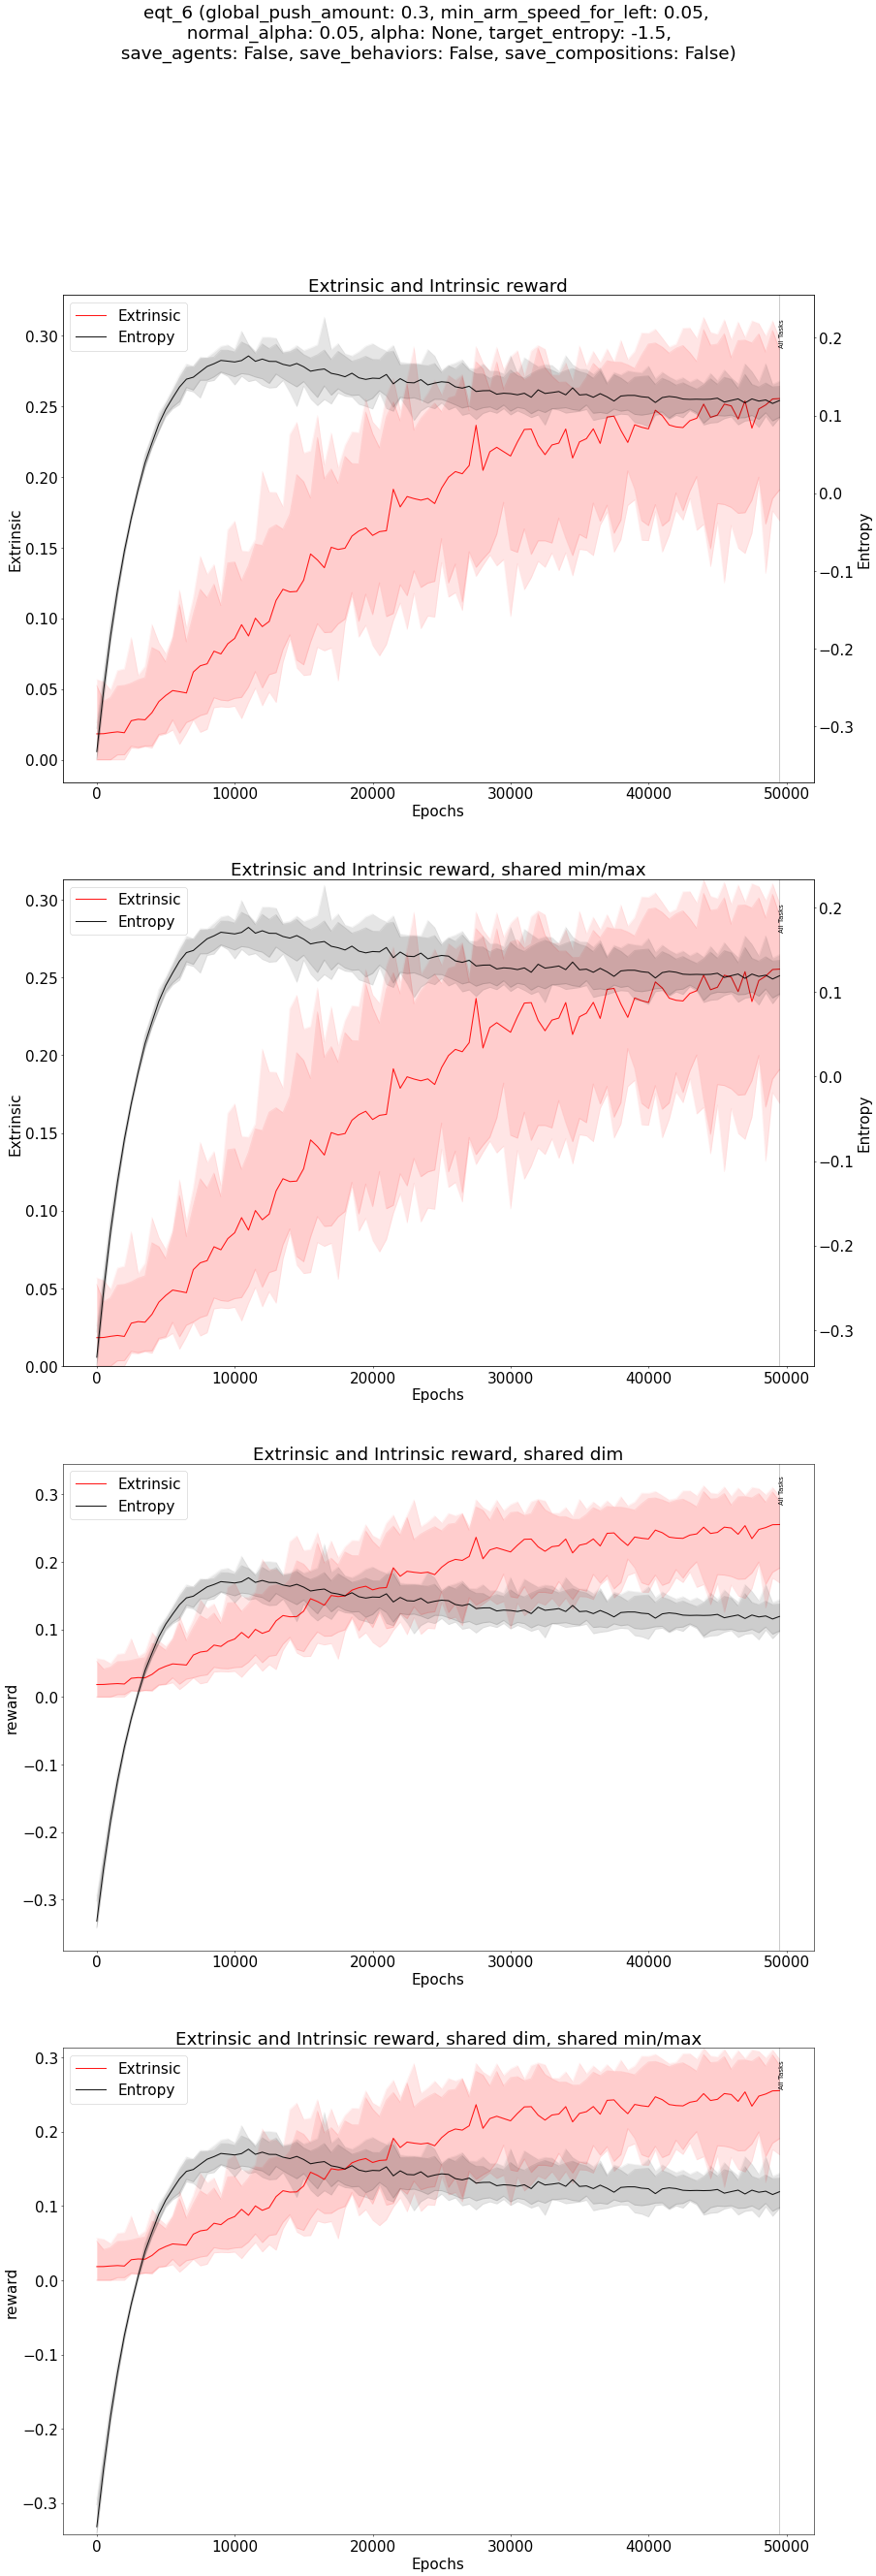 eqt_6 (global_push_amount: 0.3, min_arm_speed_for_left: 0.05,
normal_alpha: 0.05, alpha: None, target_entropy: -1.5,
save_agents: False, save_behaviors: False, save_compositions: False)
Extrinsic and Intrinsic reward
Extrinsic
Entropy
All Tasks
0.30
0.25
0.20
0.15
0.10
0.05
0.00
Extrinsic
0.2
0.1
0.0
−0.1
−0.2
−0.3
Entropy
0 10000 20000 30000 40000 50000
Epochs
Extrinsic and Intrinsic reward, shared min/max
Extrinsic
Entropy
All Tasks
0.30
0.25
0.20
0.15
0.10
0.05
0.00
Extrinsic
0.2
0.1
0.0
−0.1
−0.2
−0.3
Entropy
0 10000 20000 30000 40000 50000
Epochs
Extrinsic and Intrinsic reward, shared dim
Extrinsic
Entropy
All Tasks
0.3
0.2
0.1
0.0
−0.1
−0.2
−0.3
reward
0 10000 20000 30000 40000 50000
Epochs
Extrinsic and Intrinsic reward, shared dim, shared min/max
Extrinsic
Entropy
All Tasks
0.3
0.2
0.1
0.0
−0.1
−0.2
−0.3
reward
0 10000 20000 30000 40000 50000
Epochs